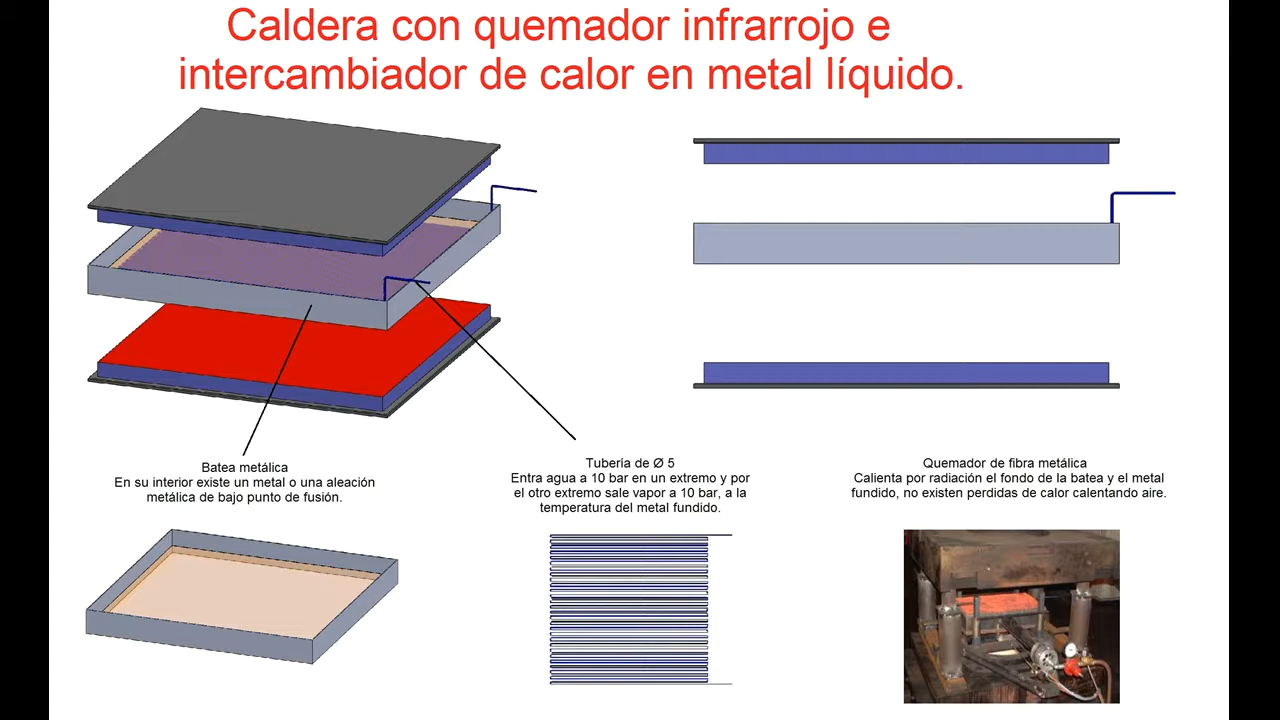 Caldera con quemador infrarrojo e
intercambiador de calor en metal líquido.
Batea metálica
En su interior existe un metal o una aleación
metálica de bajo punto de fusión.
Tubería de Ø 5
Entra agua a 10 bar en un extremo y por
el otro extremo sale vapor a 10 bar, a la
temperatura del metal fundido.
Quemador de fibra metálica
Calienta por radiación el fondo de la batea y el metal
fundido, no existen perdidas de calor calentando aire.